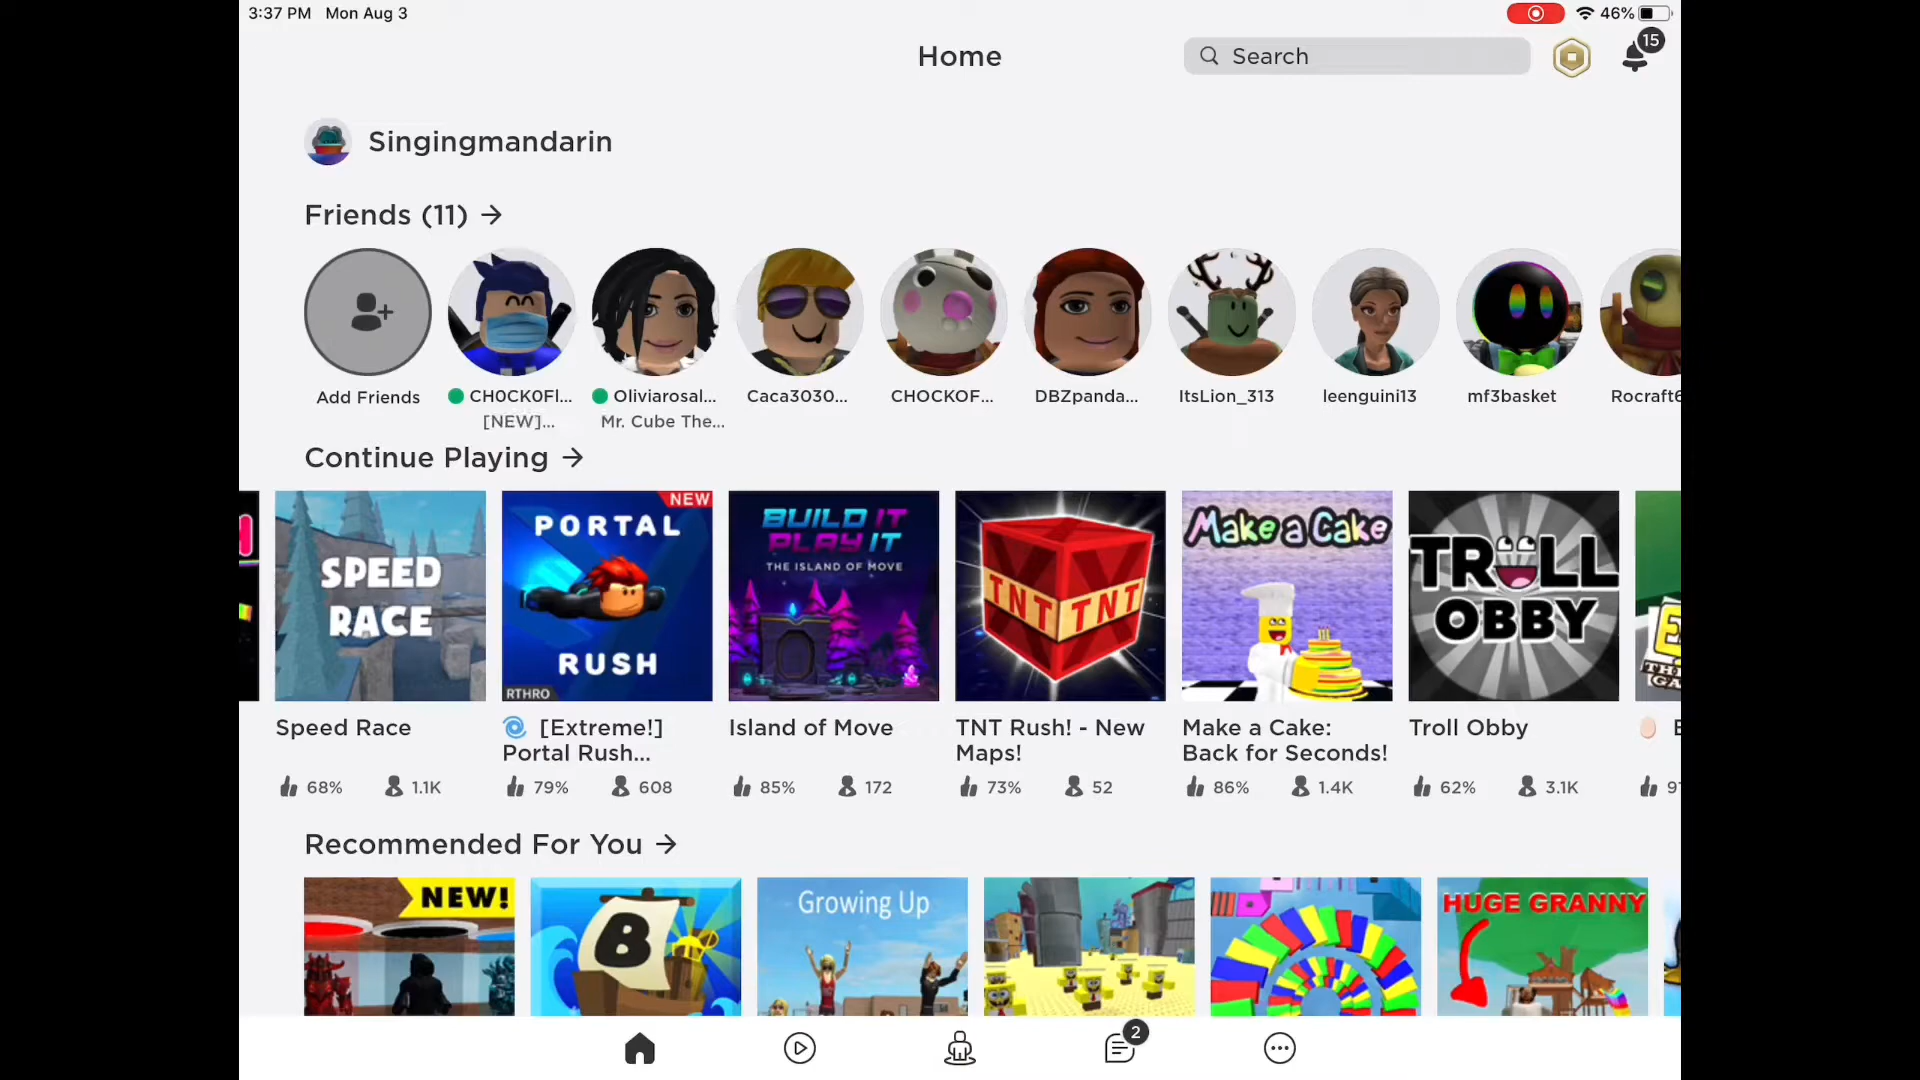 3:37 PM Mon Aug 3
46%
Home
Search
15
Singingmandarin
Friends (11) →
Add Friends
CH0CK0Fl...
[NEW]...
Oliviarosal...
Mr. Cube The...
Caca3030...
CHOCKOF...
DBZpanda...
ItsLion_313
leenguini13
mf3basket
Rocraft6
Continue Playing →
SPEED
RACE
NEW
PORTAL
RUSH
RTHRO
BUILD IT
PLAY IT
THE ISLAND OF MOVE
TNT TNT
Make a Cake
TROLL
OBBY
Speed Race
[Extreme!]
Portal Rush...
Island of Move
TNT Rush! - New
Maps!
Make a Cake:
Back for Seconds!
Troll Obby
68% 1.1K
79% 608
85% 172
73% 52
86% 1.4K
62% 3.1K
Recommended For You →
NEW!
B
Growing Up
HUGE GRANNY
2